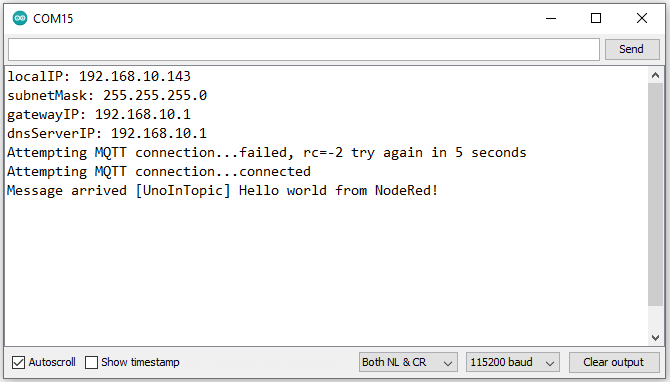 COM15
Send
localIP: 192.168.10.143
subnetMask: 255.255.255.0
gatewayIP: 192.168.10.1
dnsServerIP: 192.168.10.1
Attempting MQTT connection...failed, rc=-2 try again in 5 seconds
Attempting MQTT connection...connected
Message arrived [UnoInTopic] Hello world from NodeRed!
Autoscroll Show timestamp Both NL & CR 115200 baud Clear output